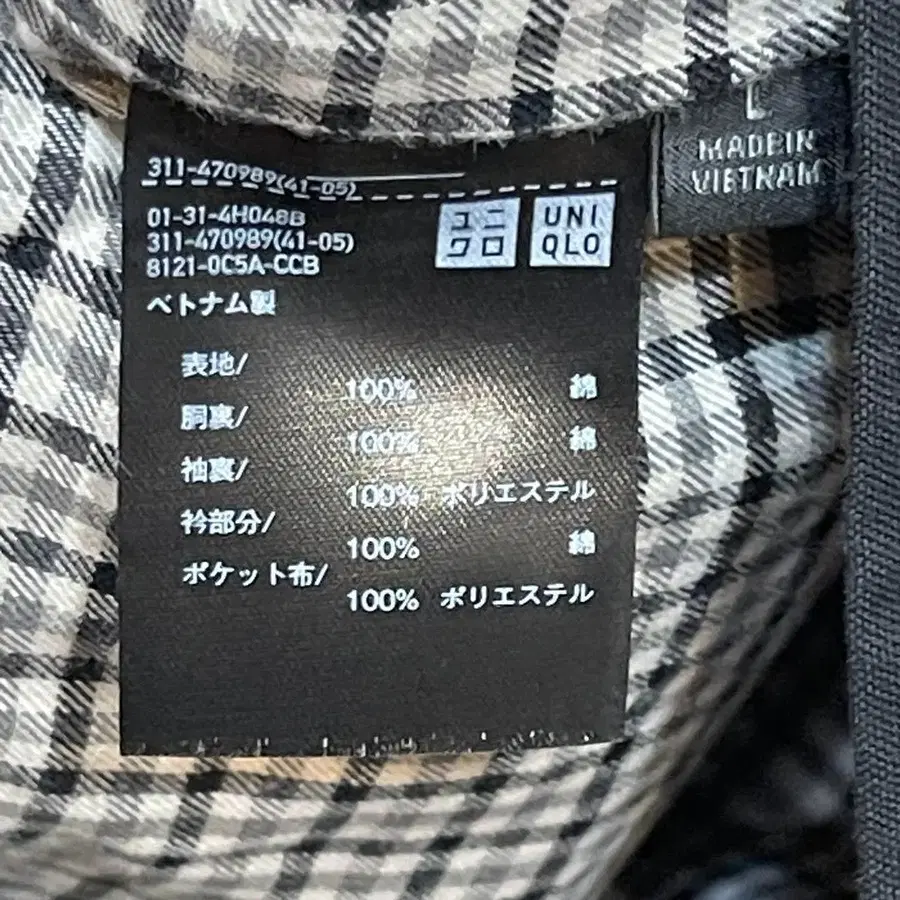 311-470989(41-05)
01-31-4H048B
311-470989(41-05)
8121-0C5A-CCB
ユニ
クロ
UNI
QLO
ベトナム製
表地/
100% 綿
胴裏/
100% 綿
袖裏/
100% ポリエステル
衿部分/
100% 綿
ポケット布/
100% ポリエステル
L
MADE IN
VIETNAM